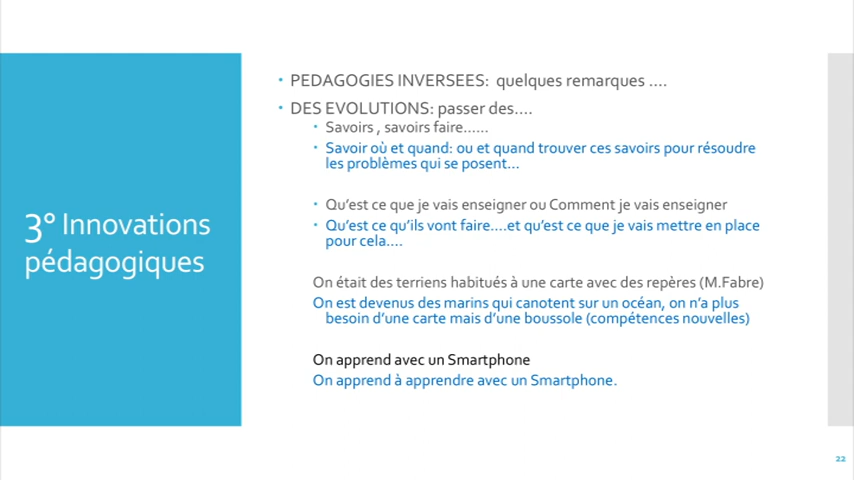 3° Innovations
pédagogiques
PEDAGOGIES INVERSEES: quelques remarques ....
DES EVOLUTIONS: passer des....
Savoirs , savoirs faire......
Savoir où et quand: ou et quand trouver ces savoirs pour résoudre
les problèmes qui se posent...
Qu'est ce que je vais enseigner ou Comment je vais enseigner
Qu'est ce qu'ils vont faire....et qu'est ce que je vais mettre en place
pour cela....
On était des terriens habitués à une carte avec des repères (M.Fabre)
On est devenus des marins qui canotent sur un océan, on n'a plus
besoin d'une carte mais d'une boussole (compétences nouvelles)
On apprend avec un Smartphone
On apprend à apprendre avec un Smartphone.
22